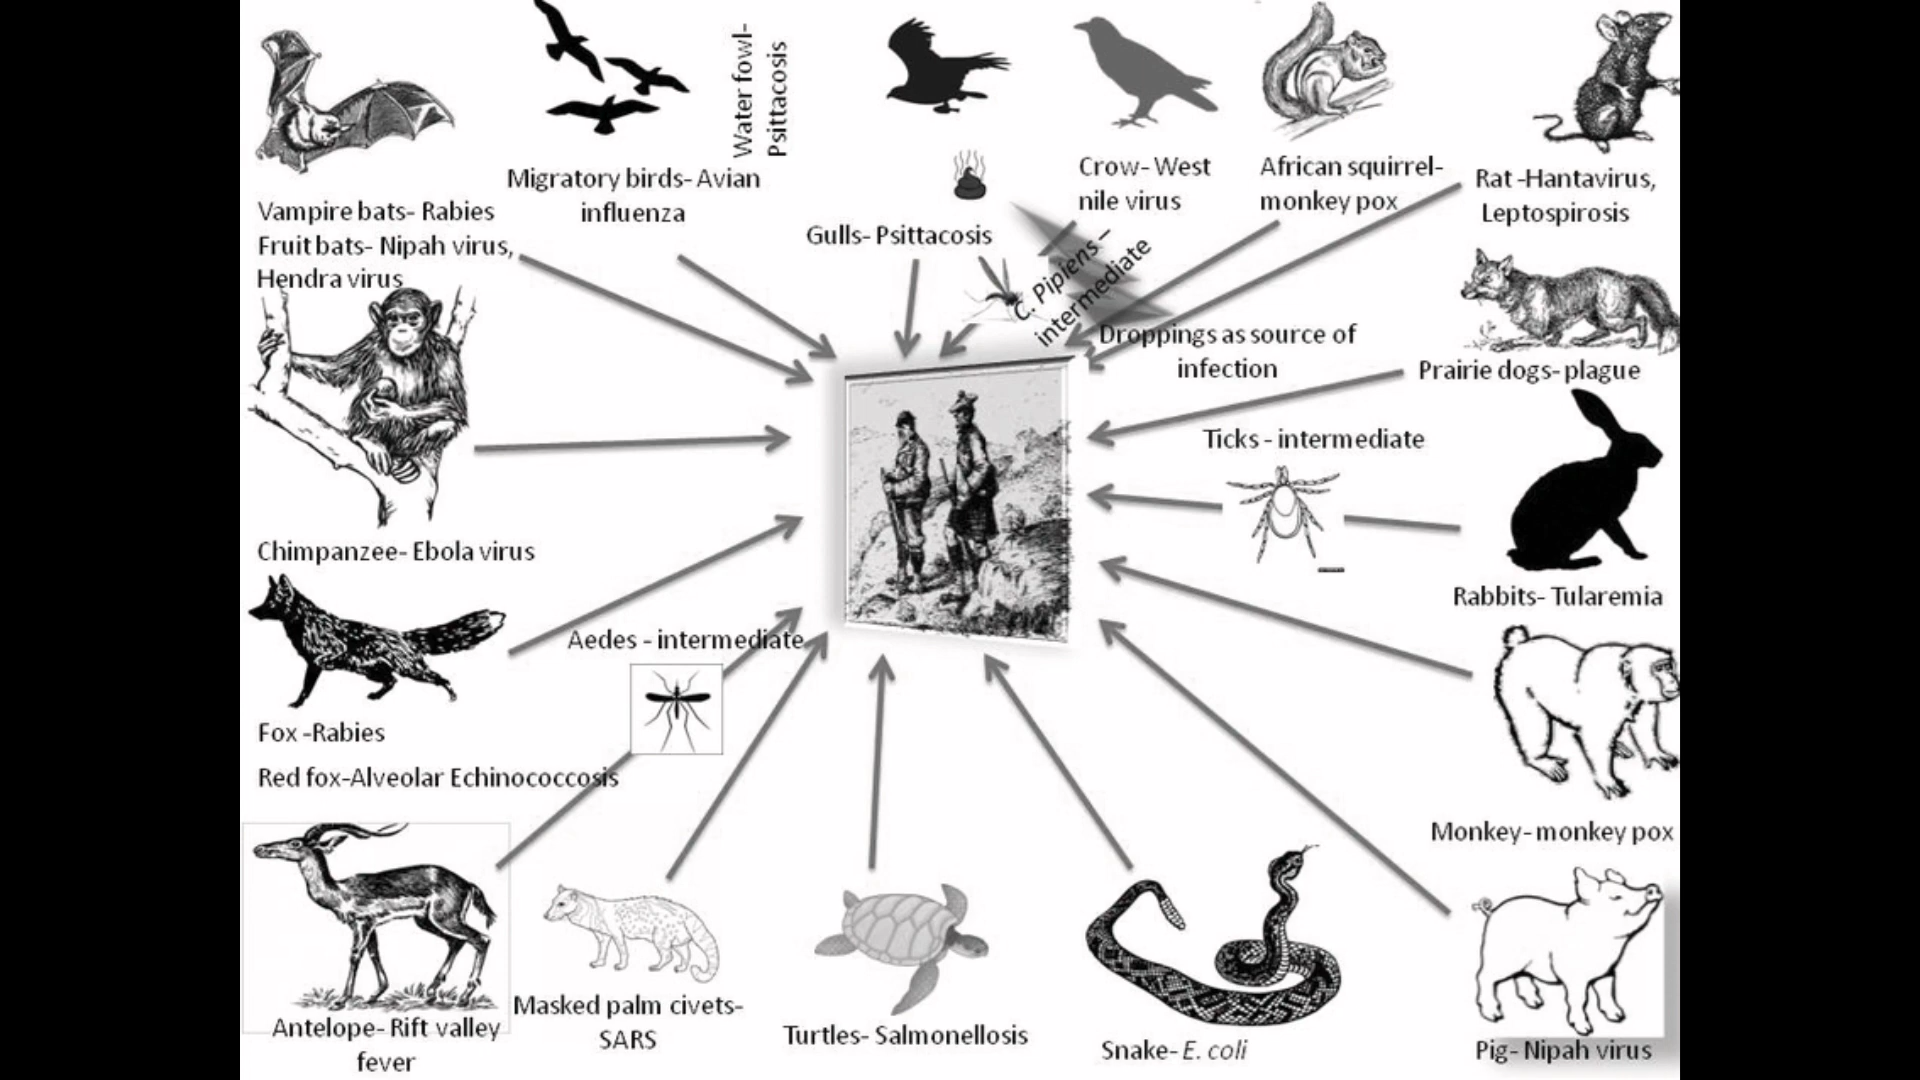 Water fowl-
Psittacosis
Migratory birds- Avian
influenza
Vampire bats- Rabies
Fruit bats- Nipah virus,
Hendra virus
Gulls- Psittacosis
Crow- West
nile virus
African squirrel-
monkey pox
Rat -Hantavirus,
Leptospirosis
C. Pipiens –
intermediate
Droppings as source of
infection
Prairie dogs- plague
Ticks - intermediate
Chimpanzee- Ebola virus
Rabbits- Tularemia
Aedes - intermediate
Fox -Rabies
Red fox-Alveolar Echinococcosis
Monkey- monkey pox
Antelope- Rift valley
fever
Masked palm civets-
SARS
Turtles- Salmonellosis
Snake- E. coli
Pig- Nipah virus